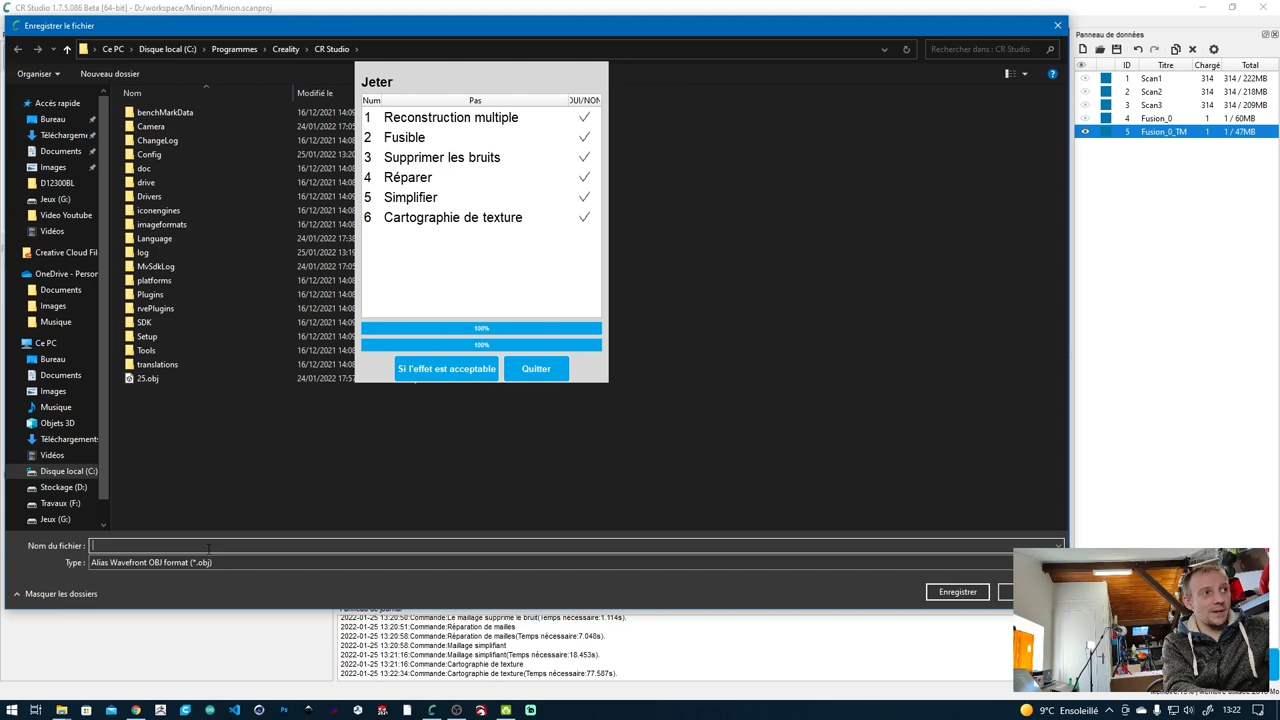 CR Studio 1.7.5.086 Beta [64-bit] - D:/workspace/Minion/Minion.scanproj
Enregistrer le fichier
Ce PC > Disque local (C:) > Programmes > Creality > CR Studio >
Rechercher dans : CR Studio
Organiser
Nouveau dossier
Accès rapide
Bureau
Téléchargeme
Documents
Images
D12300BL
Jeux (G:)
Video Youtube
Vidéos
Creative Cloud Fil
OneDrive - Person
Documents
Images
Musique
Ce PC
Bureau
Documents
Images
Musique
Objets 3D
Téléchargements
Vidéos
Disque local (C:)
Stockage (D:)
Travaux (F:)
Jeux (G:)
Nom
Modifié le
benchMarkData 16/12/2021 14:09
Camera 24/01/2022 17:05
ChangeLog 16/12/2021 14:08
Config 25/01/2022 13:20
doc 16/12/2021 14:08
drive 16/12/2021 14:09
Drivers 16/12/2021 14:09
iconengines 16/12/2021 14:08
imageformats 16/12/2021 14:08
Language 24/01/2022 17:38
log 25/01/2022 13:19
MvSdkLog 24/01/2022 17:05
platforms 16/12/2021 14:08
Plugins 16/12/2021 14:09
rvePlugins 16/12/2021 14:08
SDK 16/12/2021 14:08
Setup 16/12/2021 14:08
Tools 16/12/2021 14:08
translations 16/12/2021 14:08
25.obj 24/01/2022 17:57
Jeter
Num Pas OUI/NON
1 Reconstruction multiple
2 Fusible
3 Supprimer les bruits
4 Réparer
5 Simplifier
6 Cartographie de texture
100%
100%
Si l'effet est acceptable
Quitter
Nom du fichier :
Type : Alias Wavefront OBJ format (*.obj)
Masquer les dossiers
Enregistrer
Panneau de données
ID Titre Chargé Total
1 Scan1 314 314 / 222MB
2 Scan2 314 314 / 218MB
3 Scan3 314 314 / 209MB
4 Fusion_0 1 1 / 60MB
5 Fusion_0_TM 1 1 / 47MB
Panneau de journal
2022-01-25 13:20:50:Commande:Le maillage supprime le bruit(Temps nécessaire:1.114s).
2022-01-25 13:20:51:Commande:Réparation de mailles
2022-01-25 13:20:58:Commande:Réparation de mailles(Temps nécessaire:7.048s).
2022-01-25 13:20:58:Commande:Maillage simplifiant
2022-01-25 13:21:16:Commande:Maillage simplifiant(Temps nécessaire:18.453s).
2022-01-25 13:21:16:Commande:Cartographie de texture
2022-01-25 13:22:34:Commande:Cartographie de texture(Temps nécessaire:77.587s).
9°C Ensoleillé
13:22